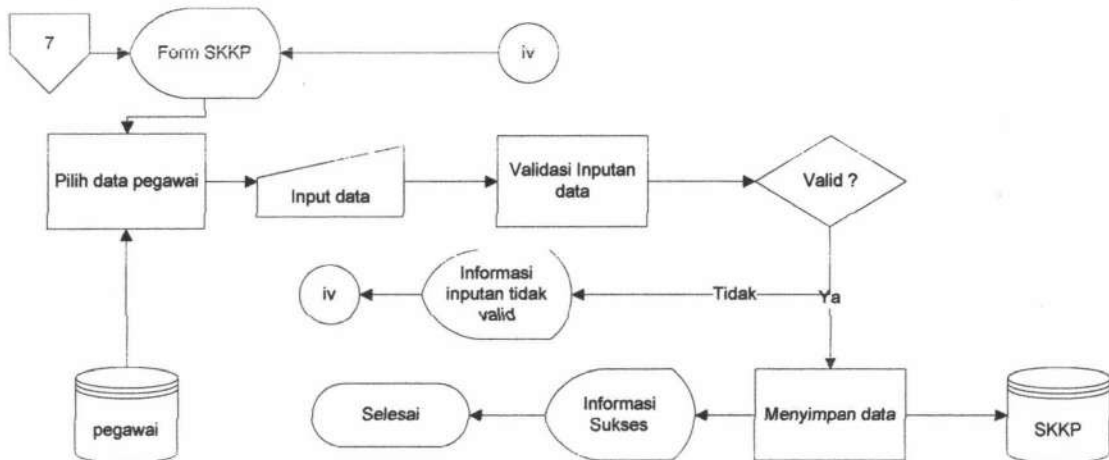 7
Form SKKP
iv
Pilih data pegawai
Input data
Validasi Inputan
data
Valid ?
iv
Informasi
inputan tidak
valid
Tidak
Ya
pegawai
Selesai
Informasi
Sukses
Menyimpan data
SKKP